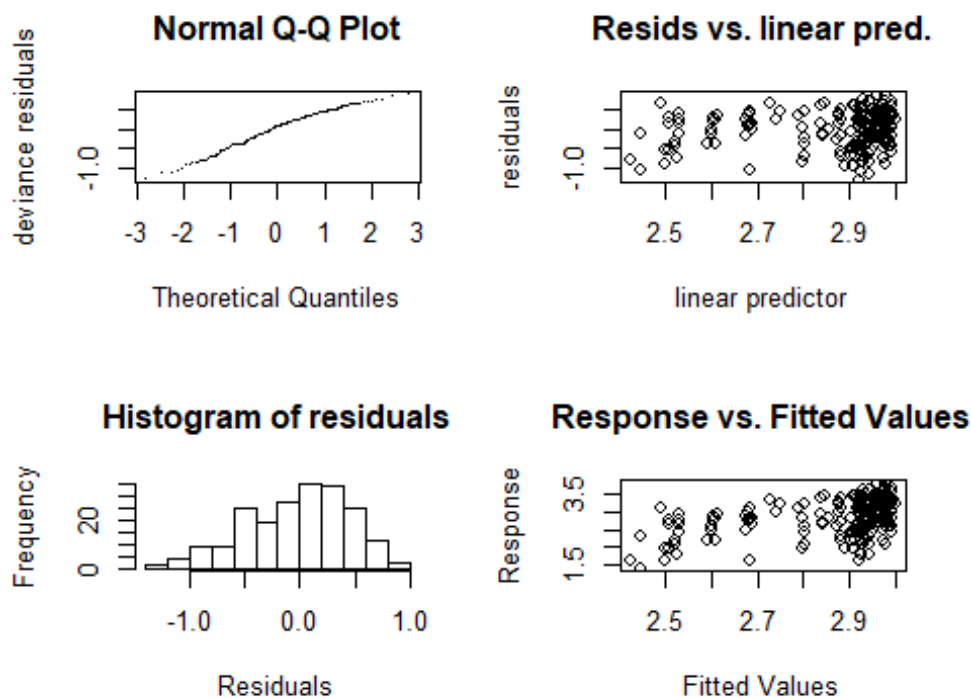 Normal Q-Q Plot
deviance residuals
-1.0
-3 -2 -1 0 1 2 3
Theoretical Quantiles
Resids vs. linear pred.
residuals
-1.0
2.5 2.7 2.9
linear predictor
Histogram of residuals
Frequency
20
0
-1.0 0.0 1.0
Residuals
Response vs. Fitted Values
Response
3.5
1.5
2.5 2.7 2.9
Fitted Values